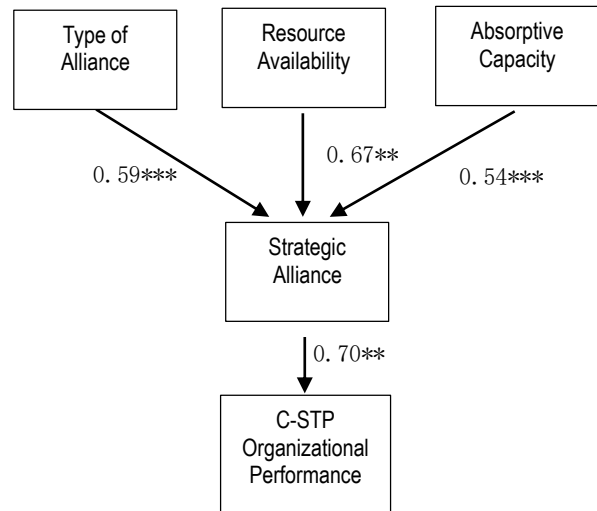 Type of
Alliance
Resource
Availability
Absorptive
Capacity
0.59***
0.67**
0.54***
Strategic
Alliance
0.70**
C-STP
Organizational
Performance